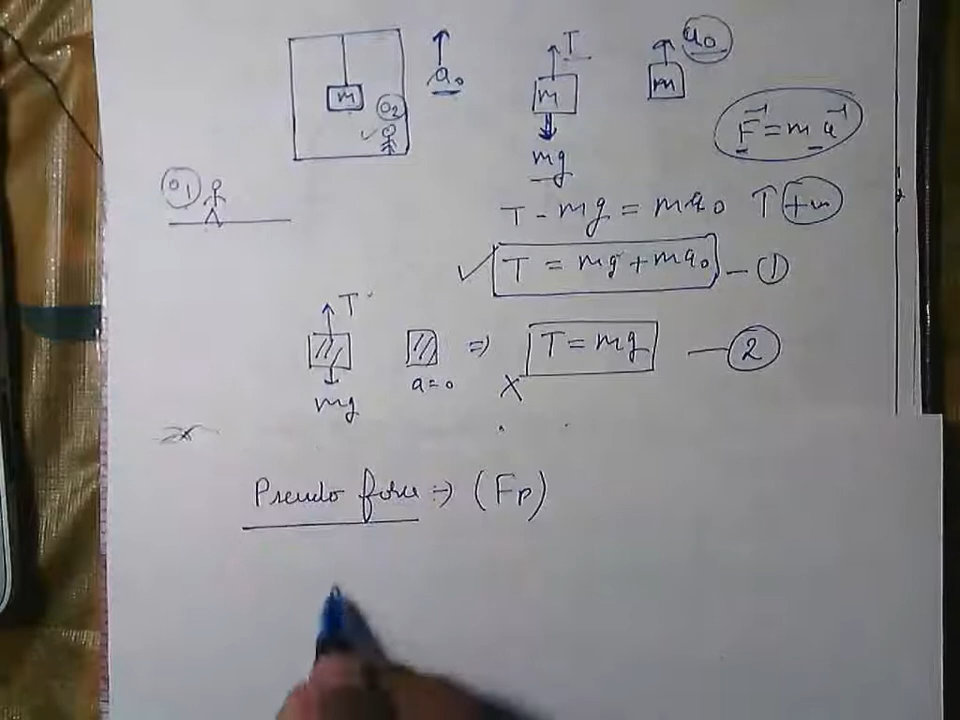 m O2 a₀ T m mg m a₀
F⃗ = m a⃗
O1
T - mg = ma₀ ↑ +ve
✓ T = mg + ma₀ - ①
T mg a=0 ⇒ T = mg - ②
X
Pseudo force :→ (Fp)